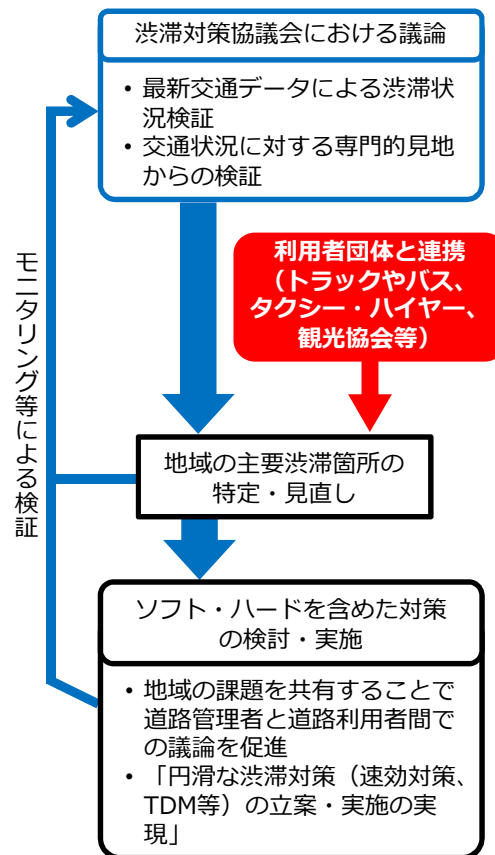 渋滞対策協議会における議論
• 最新交通データによる渋滞状
況検証
• 交通状況に対する専門的見地
からの検証
利用者団体と連携
（トラックやバス、
タクシー・ハイヤー、
観光協会等）
モニタリング等による検証
地域の主要渋滞箇所の
特定・見直し
ソフト・ハードを含めた対策
の検討・実施
• 地域の課題を共有することで
道路管理者と道路利用者間で
の議論を促進
• 「円滑な渋滞対策（速効対策、
TDM等）の立案・実施の実
現」